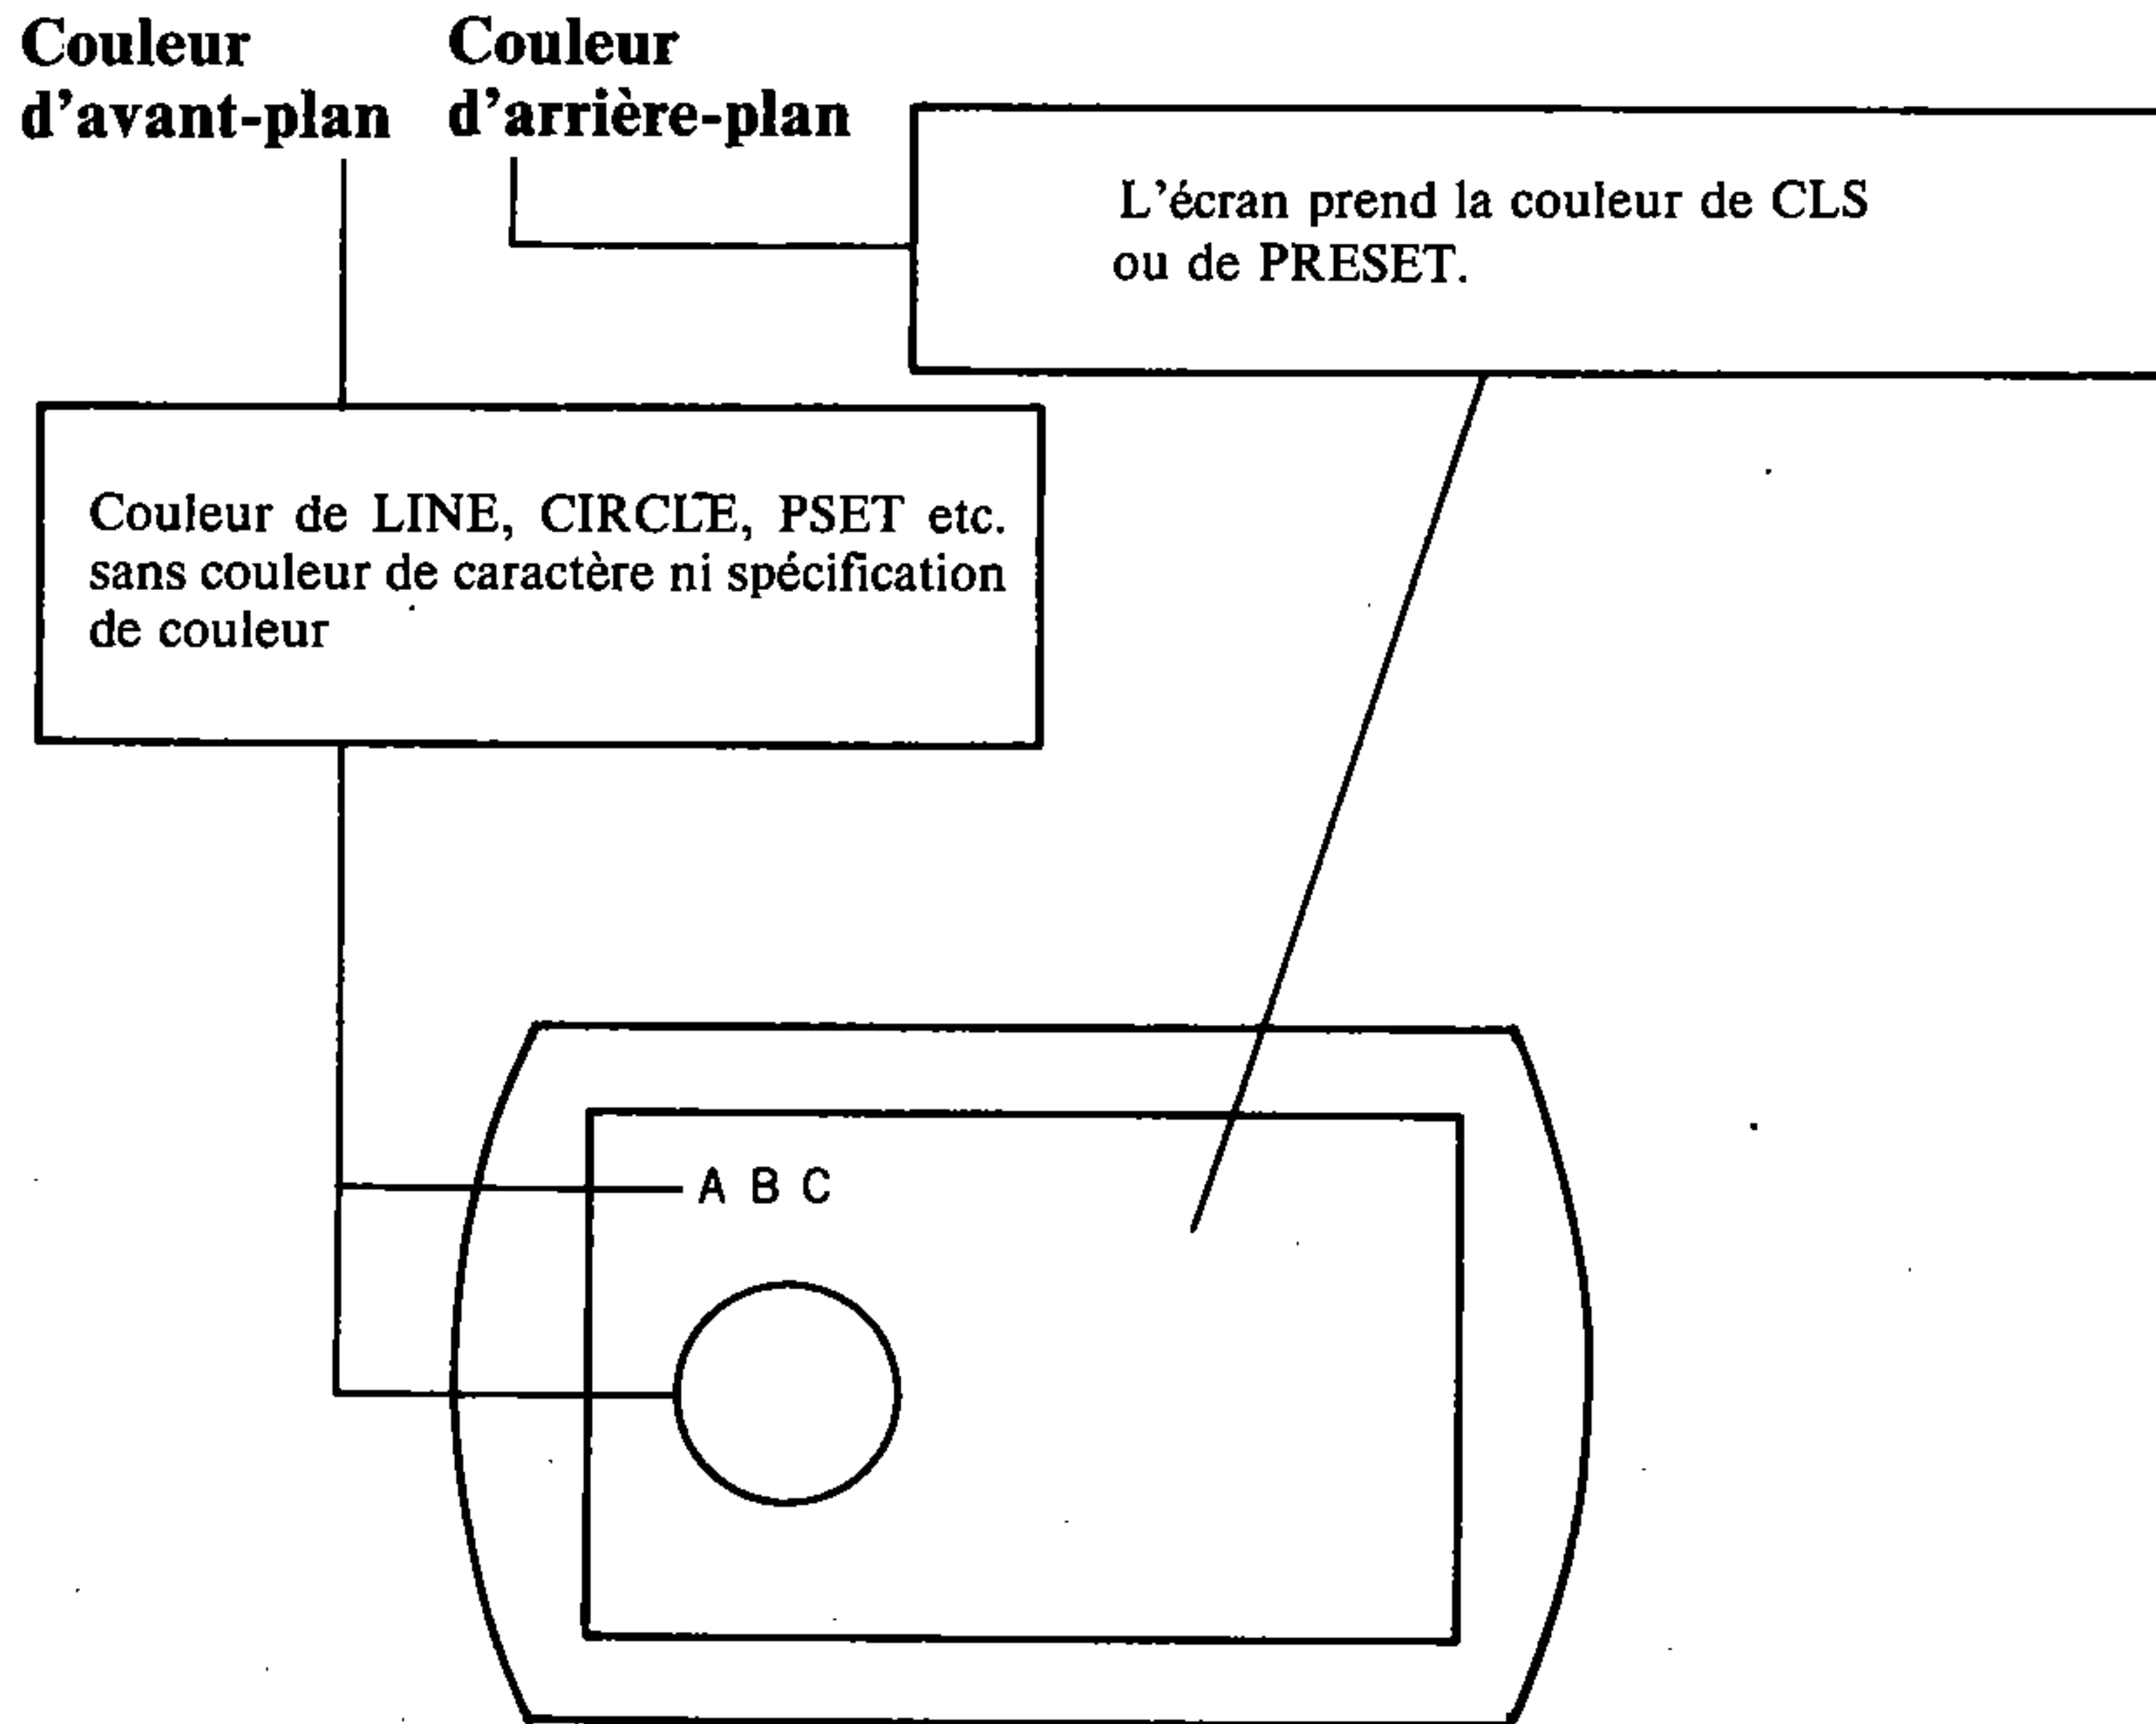 Couleur
d'avant-plan
Couleur
d'arrière-plan
L'écran prend la couleur de CLS
ou de PRESET.
Couleur de LINE, CIRCLE, PSET etc.
sans couleur de caractère ni spécification
de couleur
A B C